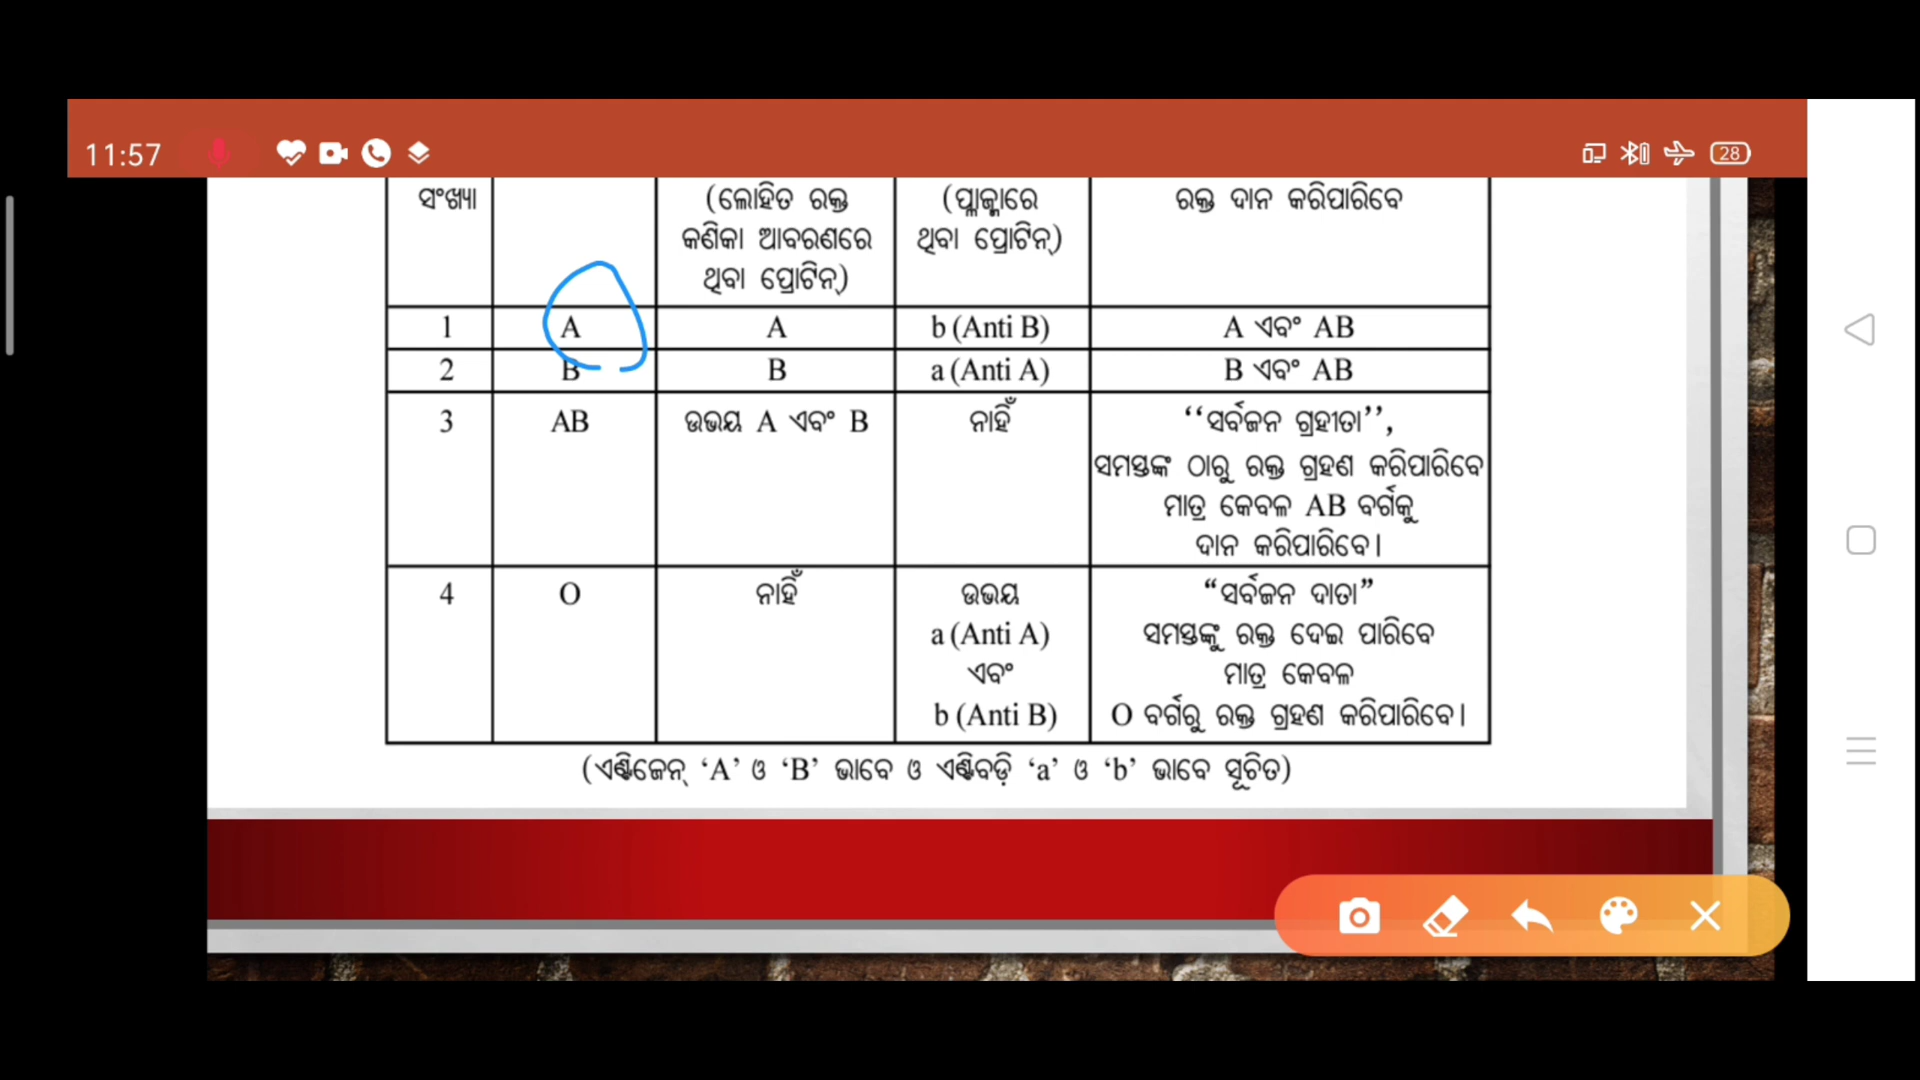 11:57
28
ସଂଖ୍ୟା
(ଲୋହିତ ରକ୍ତ
କଣିକା ଆବରଣରେ
ଥିବା ପ୍ରୋଟିନ୍)
(ପ୍ଲାଜ୍ମାରେ
ଥିବା ପ୍ରୋଟିନ୍)
ରକ୍ତ ଦାନ କରିପାରିବେ
1 A A b (Anti B) A ଏବଂ AB
2 B B a (Anti A) B ଏବଂ AB
3 AB ଉଭୟ A ଏବଂ B ନାହିଁ ‘‘ସର୍ବଜନ ଗ୍ରହୀତା’’,
ସମସ୍ତଙ୍କ ଠାରୁ ରକ୍ତ ଗ୍ରହଣ କରିପାରିବେ
ମାତ୍ର କେବଳ AB ବର୍ଗକୁ
ଦାନ କରିପାରିବେ।
4 O ନାହିଁ ଉଭୟ
a (Anti A)
ଏବଂ
b (Anti B)
“ସର୍ବଜନ ଦାତା”
ସମସ୍ତଙ୍କୁ ରକ୍ତ ଦେଇ ପାରିବେ
ମାତ୍ର କେବଳ
O ବର୍ଗରୁ ରକ୍ତ ଗ୍ରହଣ କରିପାରିବେ।
(ଏଣ୍ଟିଜେନ୍ ‘A’ ଓ ‘B’ ଭାବେ ଓ ଏଣ୍ଟିବଡ଼ି ‘a’ ଓ ‘b’ ଭାବେ ସୂଚିତ)